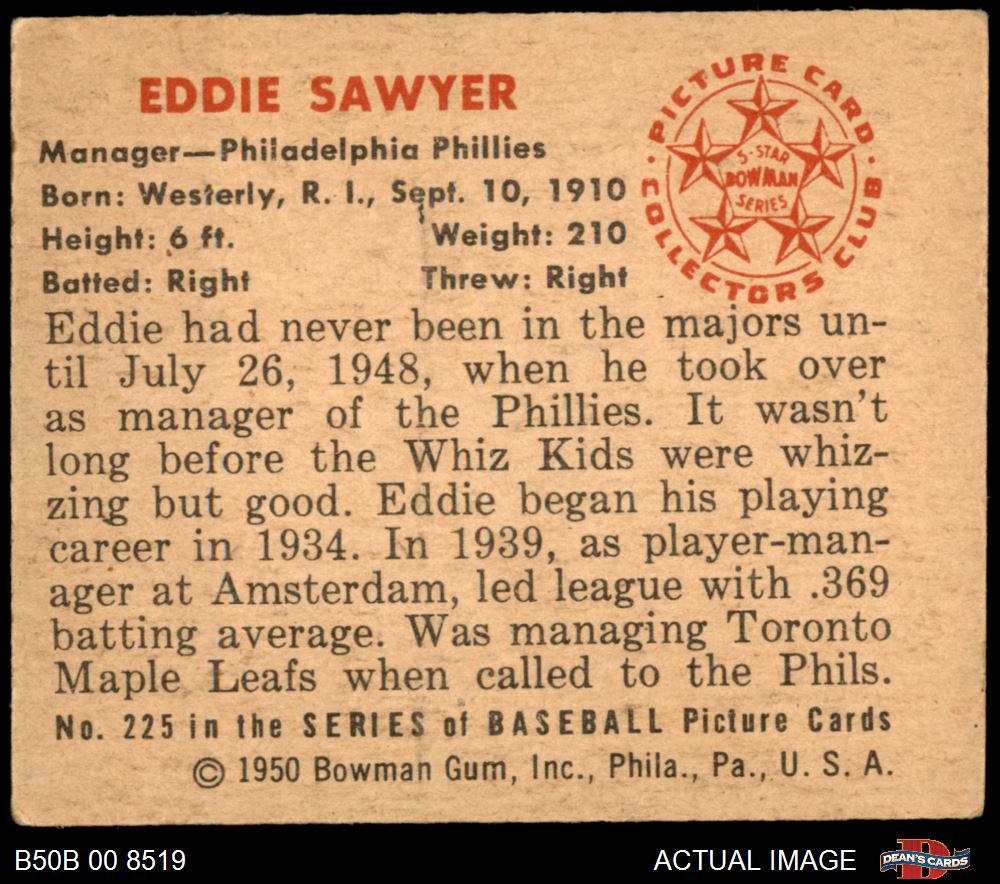 EDDIE SAWYER
Manager—Philadelphia Phillies
Born: Westerly, R. I., Sept. 10, 1910
Height: 6 ft. Weight: 210
Batted: Right Threw: Right
PICTURE CARD
COLLECTORS CLUB
5-STAR
BOWMAN
SERIES
Eddie had never been in the majors un-
til July 26, 1948, when he took over
as manager of the Phillies. It wasn't
long before the Whiz Kids were whiz-
zing but good. Eddie began his playing
career in 1934. In 1939, as player-man-
ager at Amsterdam, led league with .369
batting average. Was managing Toronto
Maple Leafs when called to the Phils.
No. 225 in the SERIES of BASEBALL Picture Cards
© 1950 Bowman Gum, Inc., Phila., Pa., U. S. A.
B50B 00 8519 ACTUAL IMAGE DEAN'S CARDS